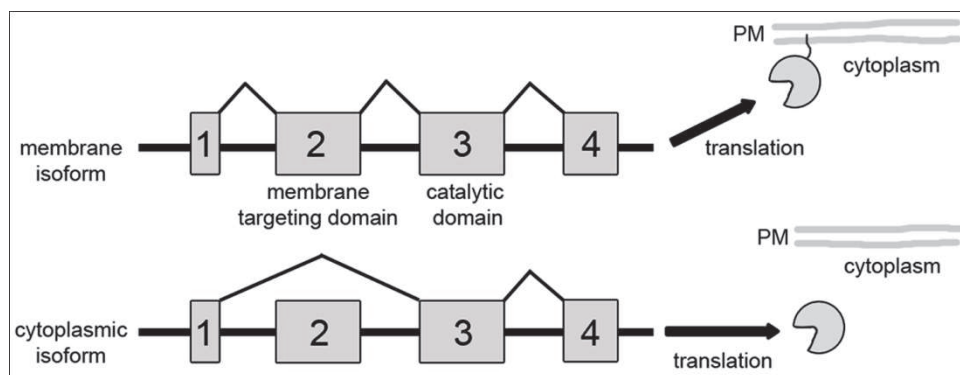 PM
cytoplasm
1
2
3
4
membrane
isoform
translation
membrane
targeting domain
catalytic
domain
PM
cytoplasm
1
2
3
4
cytoplasmic
isoform
translation